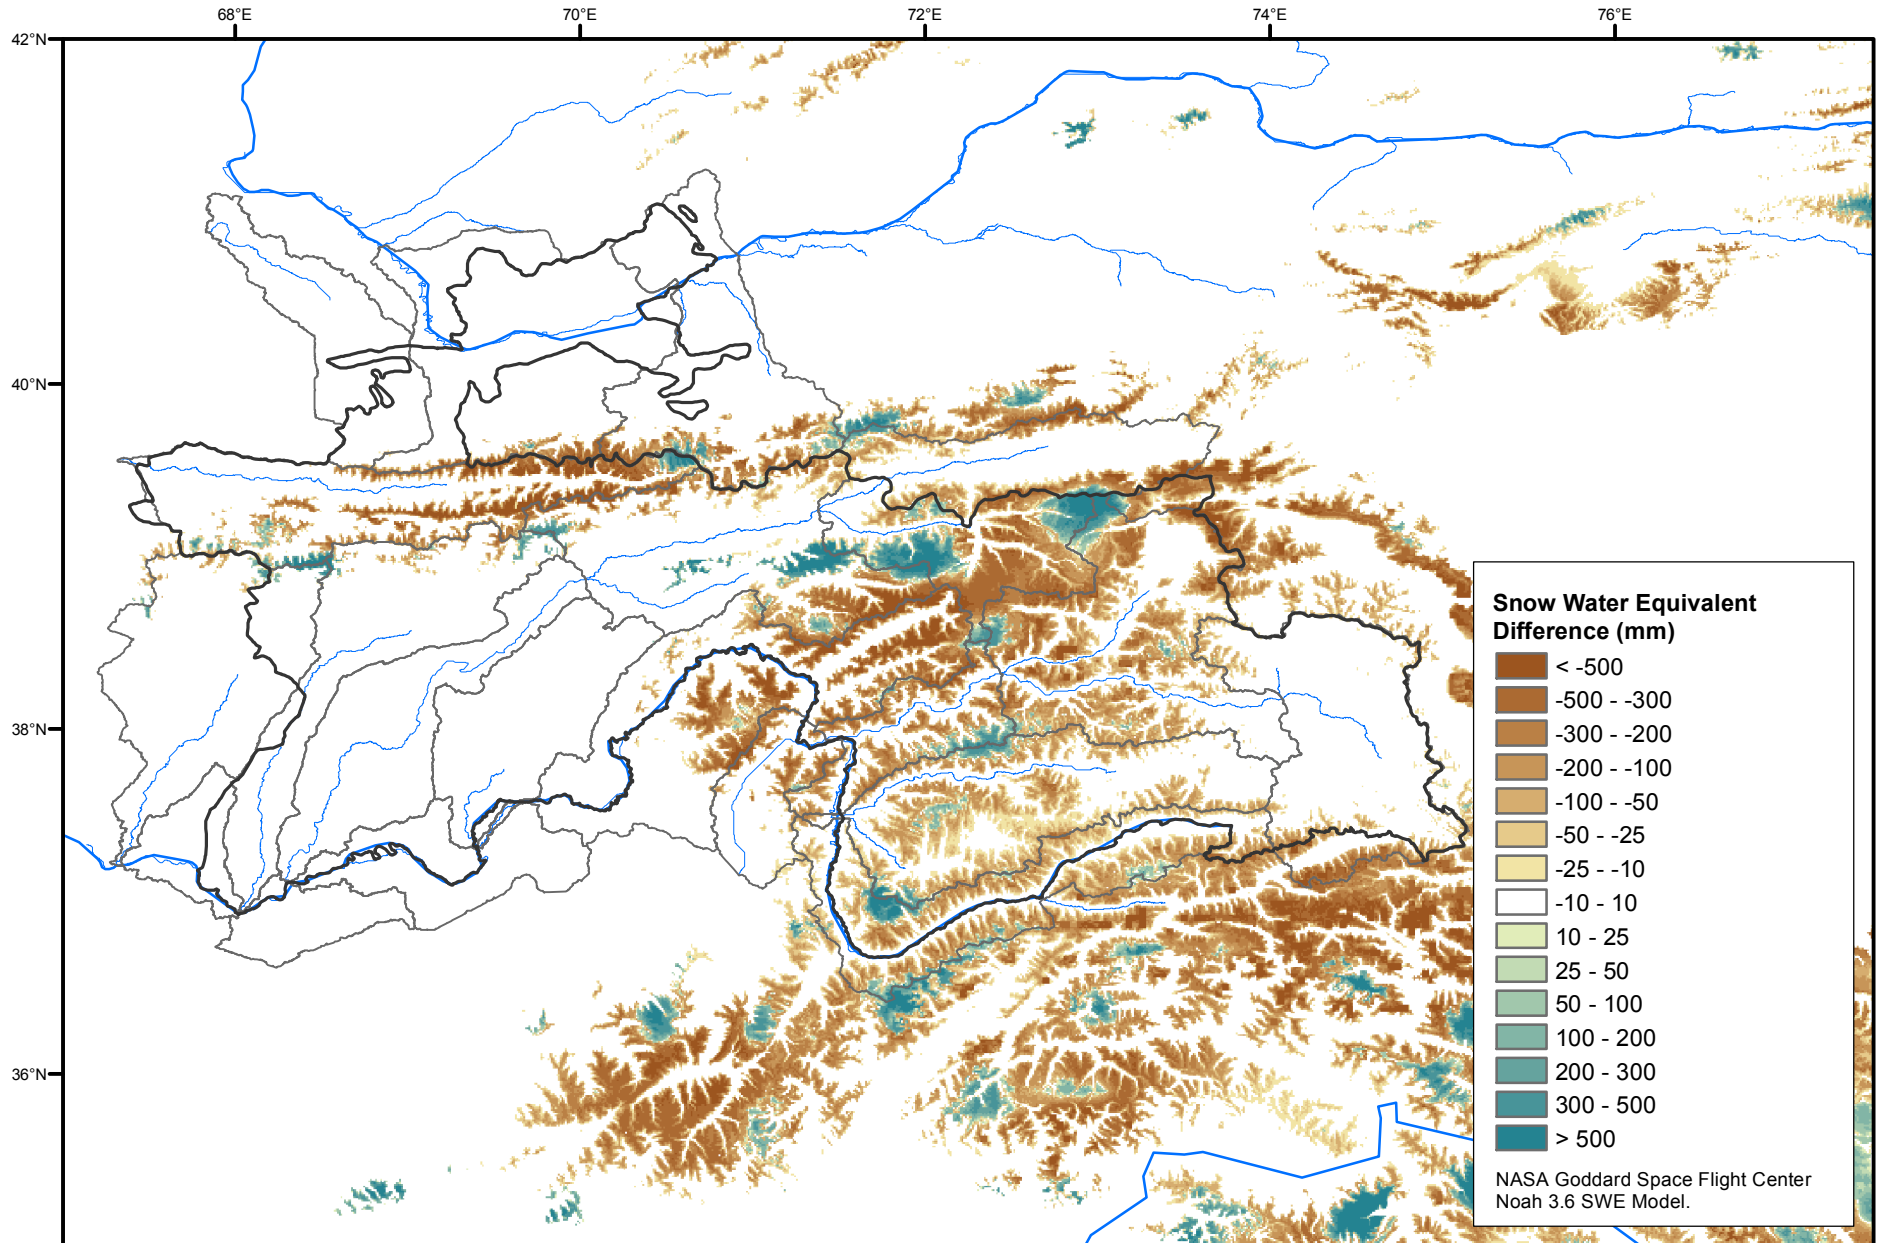 68°E 70°E 72°E 74°E 76°E
42°N
40°N
38°N
36°N
Snow Water Equivalent
Difference (mm)
< -500
-500 - -300
-300 - -200
-200 - -100
-100 - -50
-50 - -25
-25 - -10
-10 - 10
10 - 25
25 - 50
50 - 100
100 - 200
200 - 300
300 - 500
> 500
NASA Goddard Space Flight Center
Noah 3.6 SWE Model.